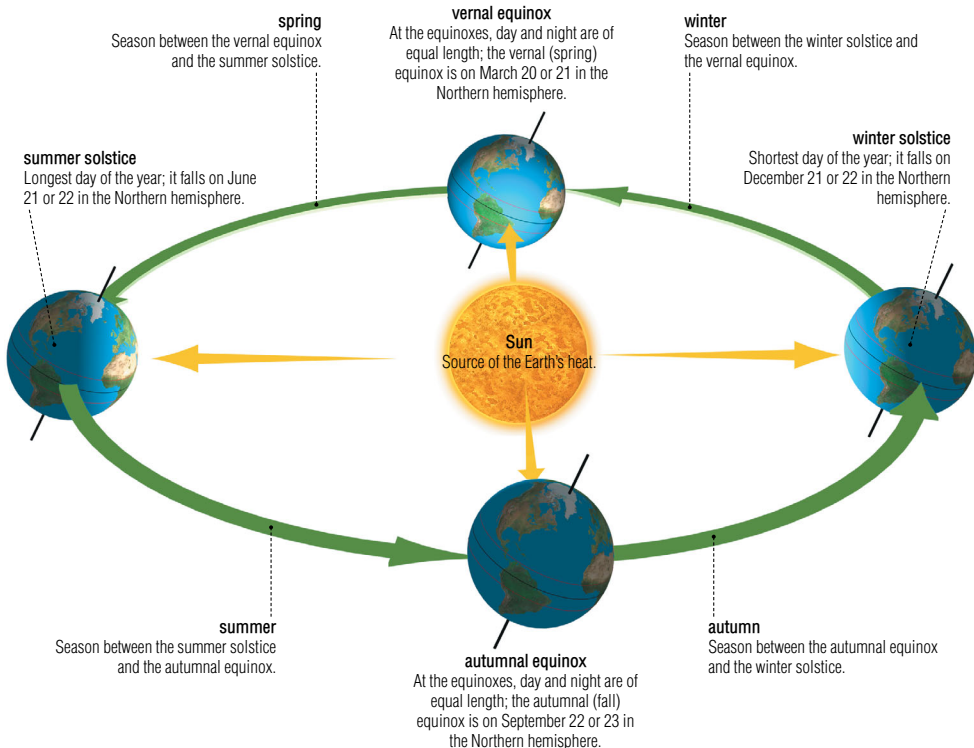 spring
Season between the vernal equinox
and the summer solstice.
vernal equinox
At the equinoxes, day and night are of
equal length; the vernal (spring)
equinox is on March 20 or 21 in the
Northern hemisphere.
winter
Season between the winter solstice and
the vernal equinox.
summer solstice
Longest day of the year; it falls on June
21 or 22 in the Northern hemisphere.
winter solstice
Shortest day of the year; it falls on
December 21 or 22 in the Northern
hemisphere.
Sun
Source of the Earth’s heat.
summer
Season between the summer solstice
and the autumnal equinox.
autumnal equinox
At the equinoxes, day and night are of
equal length; the autumnal (fall)
equinox is on September 22 or 23 in
the Northern hemisphere.
autumn
Season between the autumnal equinox
and the winter solstice.